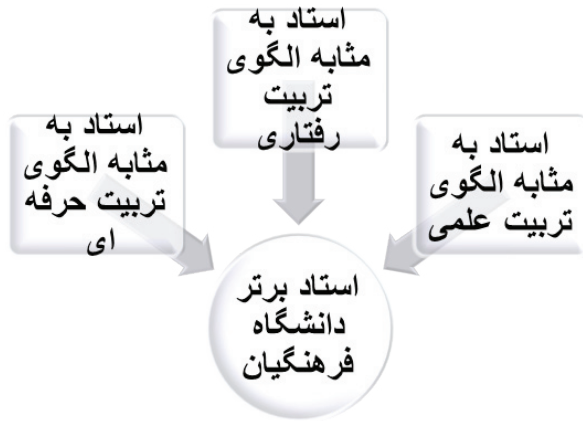 استاد به
مثابه الگوی
تربیت
رفتاری
استاد به
مثابه الگوی
تربیت علمی
استاد به
مثابه الگوی
تربیت حرفه
ای
استاد برتر
دانشگاه
فرهنگیان